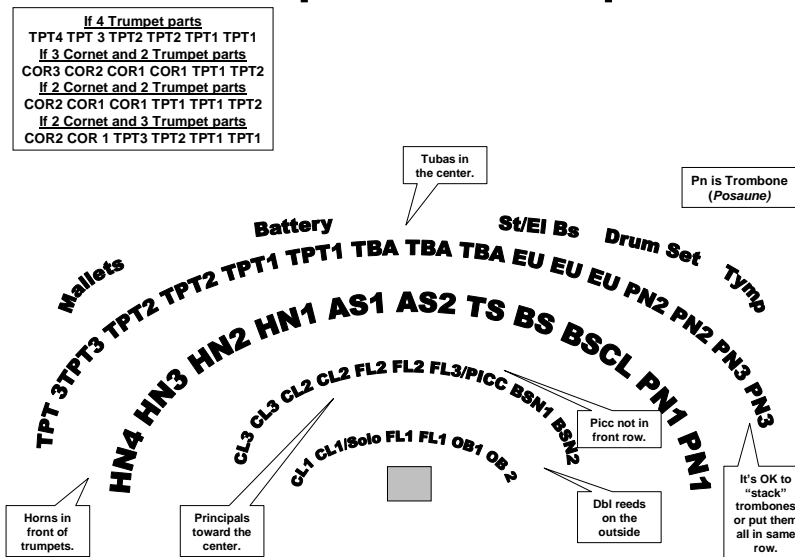 If 4 Trumpet parts
TPT4 TPT 3 TPT2 TPT2 TPT1 TPT1
If 3 Cornet and 2 Trumpet parts
COR3 COR2 COR1 COR1 TPT1 TPT2
If 2 Cornet and 2 Trumpet parts
COR2 COR1 COR1 TPT1 TPT1 TPT2
If 2 Cornet and 3 Trumpet parts
COR2 COR 1 TPT3 TPT2 TPT1 TPT1
Tubas in
the center.
Pn is Trombone
(Posaune)
Mallets
Battery
St/El Bs
Drum Set
Tymp
TPT 3TPT3 TPT2 TPT2 TPT1 TPT1 TBA TBA TBA EU EU EU PN2 PN2 PN3 PN3
HN4 HN3 HN2 HN1 AS1 AS2 TS BS BSCL PN1 PN1
CL3 CL3 CL2 CL2 FL2 FL2 FL3/PICC BSN1 BSN2
CL1 CL1/Solo FL1 FL1 OB1 OB 2
Picc not in
front row.
Horns in
front of
trumpets.
Principals
toward the
center.
Dbl reeds
on the
outside
It's OK to
“stack”
trombones
or put them
all in same
row.